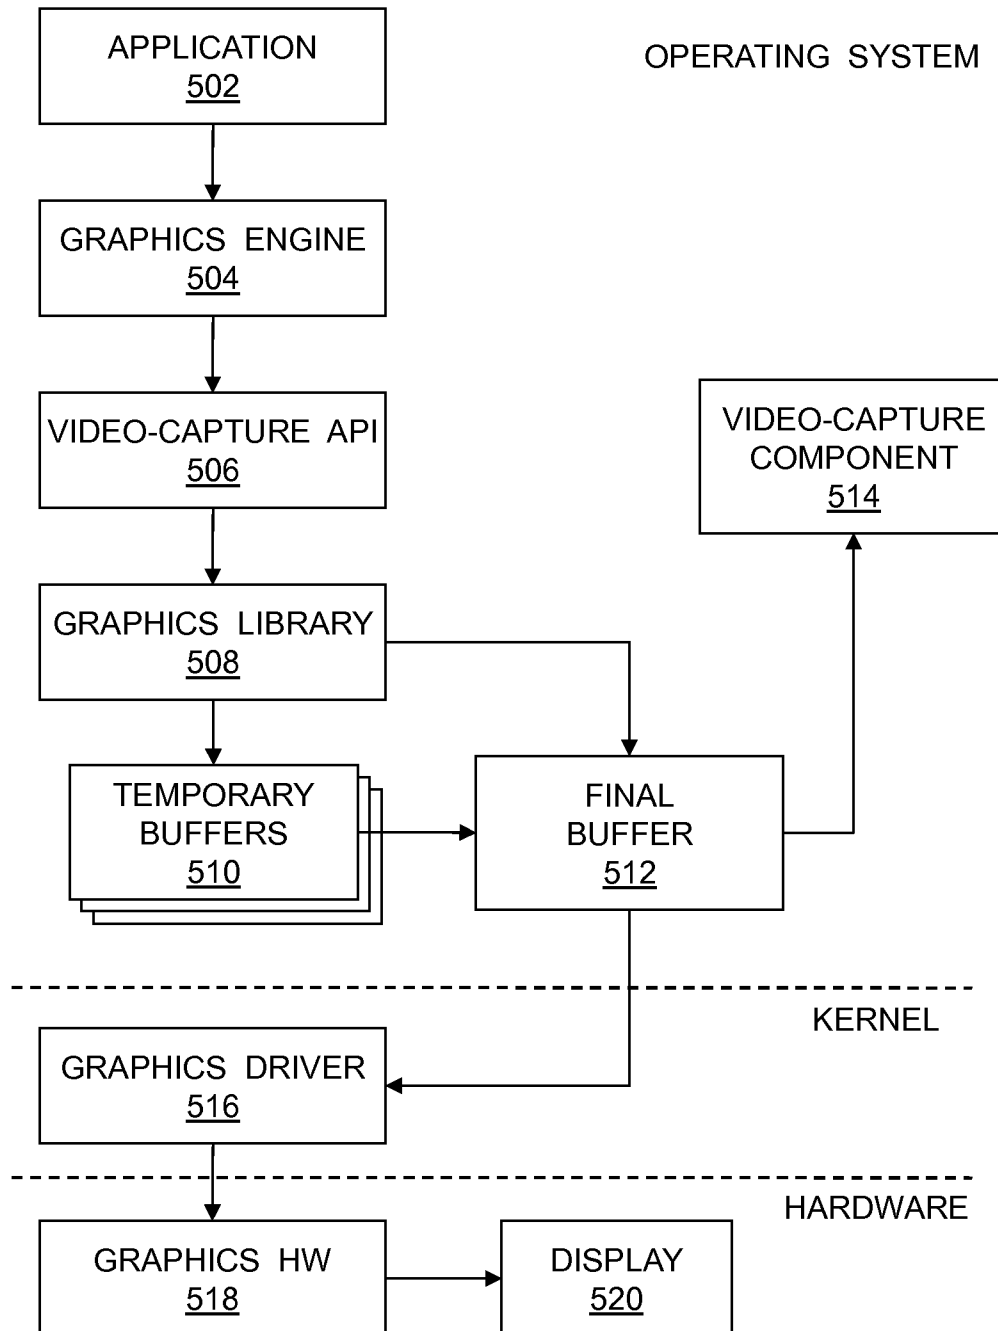 APPLICATION
502
OPERATING SYSTEM
GRAPHICS ENGINE
504
VIDEO-CAPTURE API
506
VIDEO-CAPTURE
COMPONENT
514
GRAPHICS LIBRARY
508
TEMPORARY
BUFFERS
510
FINAL
BUFFER
512
KERNEL
GRAPHICS DRIVER
516
HARDWARE
GRAPHICS HW
518
DISPLAY
520